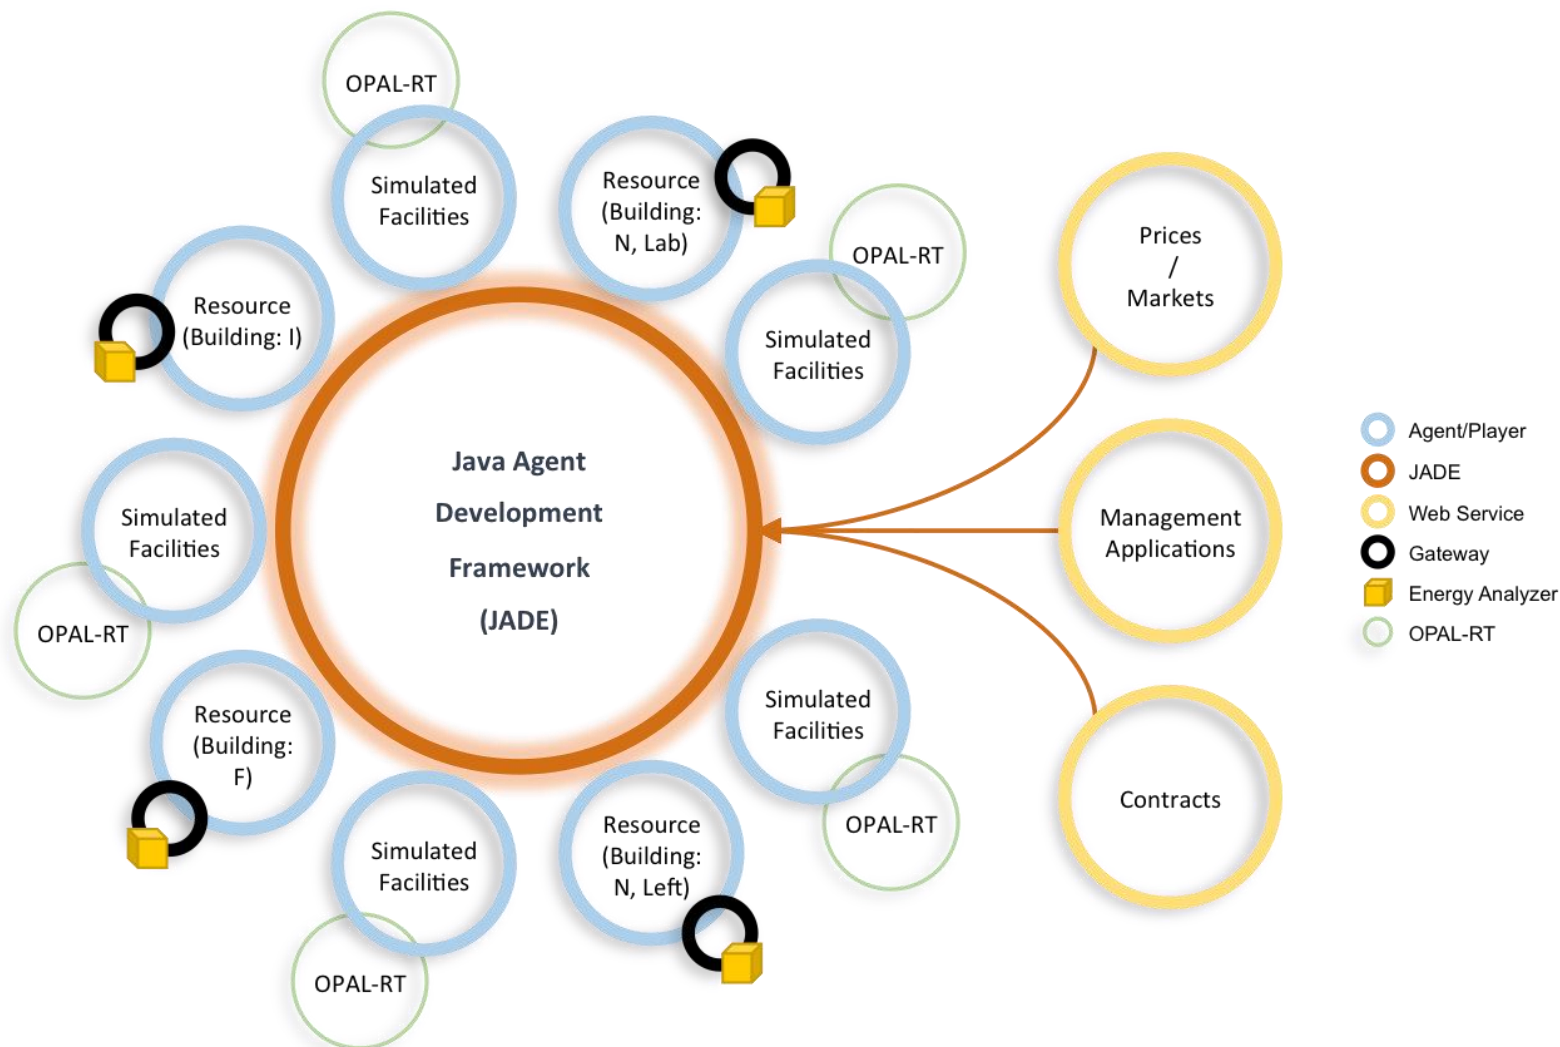 OPAL-RT
Simulated
Facilities
Resource
(Building:
N, Lab)
OPAL-RT
Simulated
Facilities
Resource
(Building: I)
Simulated
Facilities
OPAL-RT
Resource
(Building:
F)
Simulated
Facilities
OPAL-RT
Resource
(Building:
N, Left)
Simulated
Facilities
OPAL-RT
Java Agent
Development
Framework
(JADE)
Prices
/
Markets
Management
Applications
Contracts
Agent/Player
JADE
Web Service
Gateway
Energy Analyzer
OPAL-RT